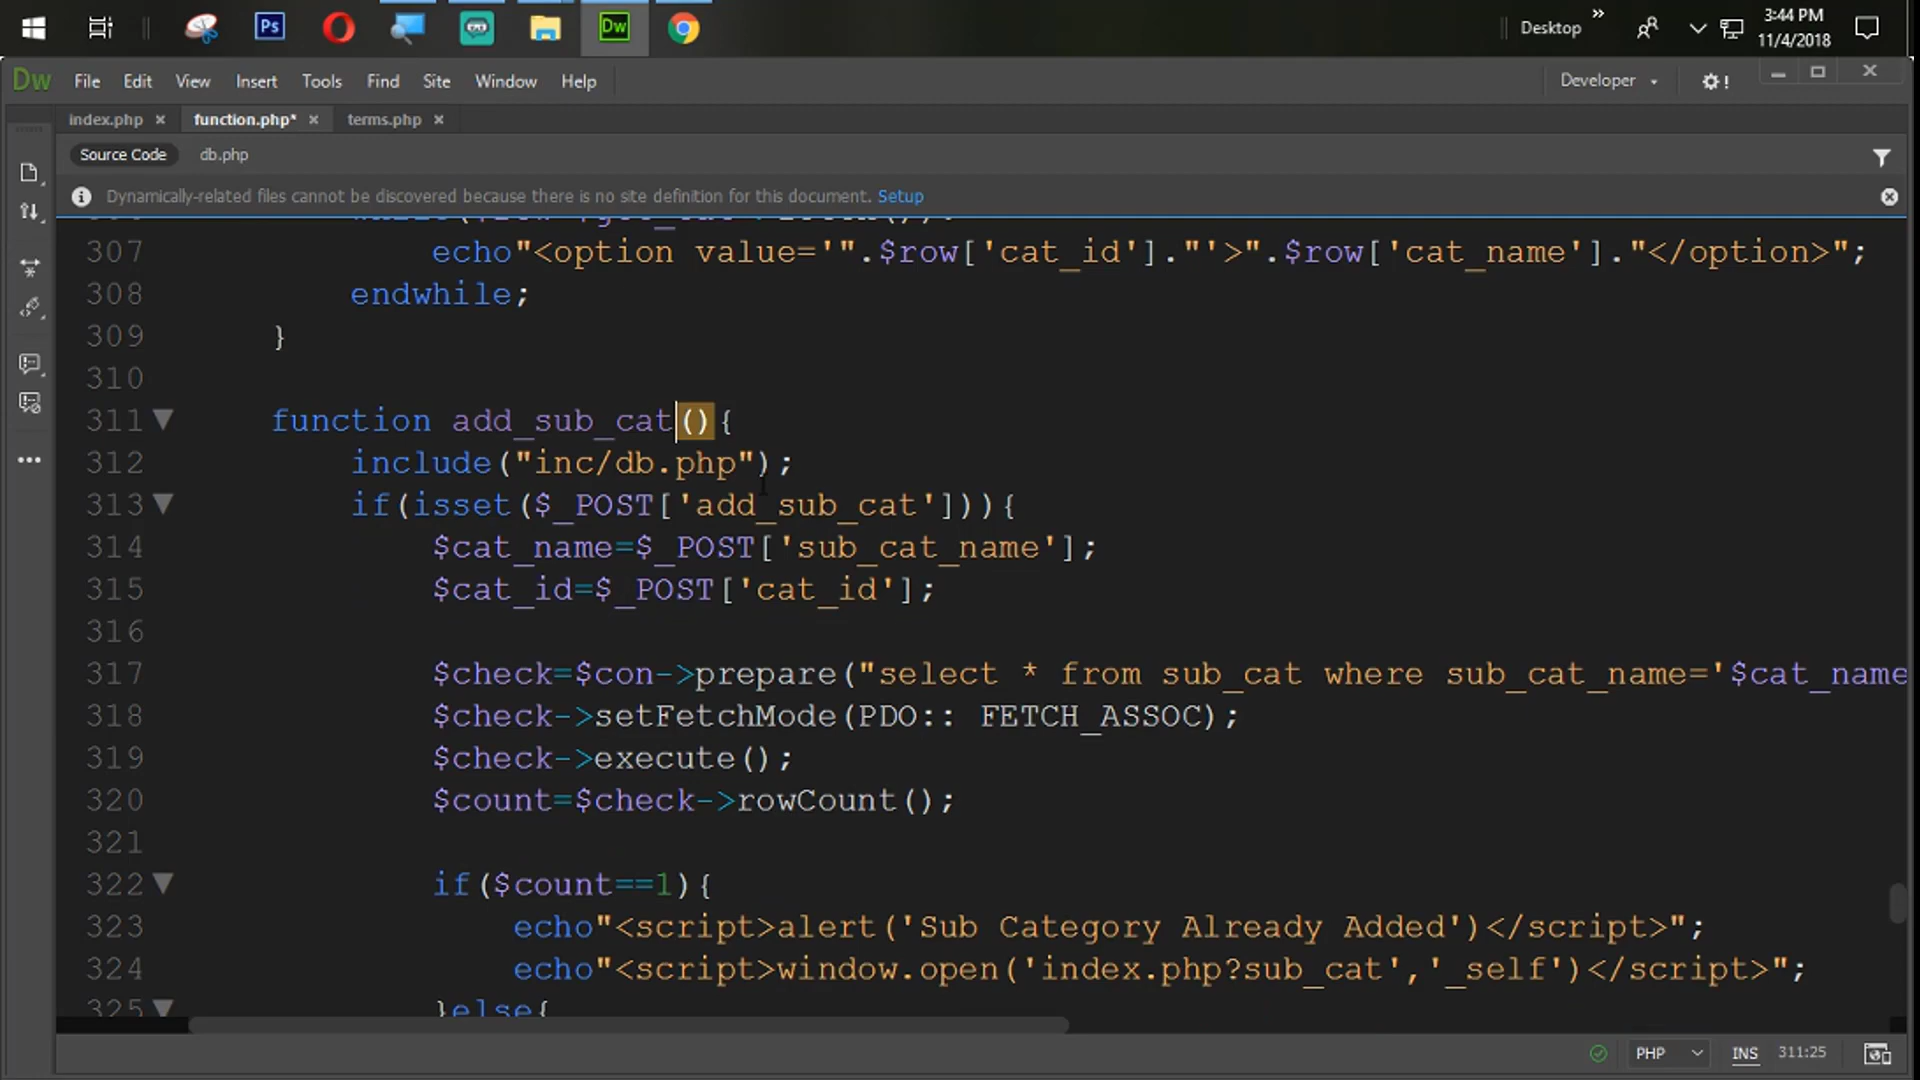 Ps
Dw
Desktop
»
3:44 PM
11/4/2018
Dw File Edit View Insert Tools Find Site Window Help
Developer
!
index.php × function.php* × terms.php ×
Source Code db.php
Dynamically-related files cannot be discovered because there is no site definition for this document. Setup
307 echo"<option value='".$row['cat_id']."'>".$row['cat_name']."</option>";
308 endwhile;
309 }
310
311 function add_sub_cat(){
312 include("inc/db.php");
313 if(isset($_POST['add_sub_cat'])){
314 $cat_name=$_POST['sub_cat_name'];
315 $cat_id=$_POST['cat_id'];
316
317 $check=$con->prepare("select * from sub_cat where sub_cat_name='$cat_name
318 $check->setFetchMode(PDO:: FETCH_ASSOC);
319 $check->execute();
320 $count=$check->rowCount();
321
322 if($count==1){
323 echo"<script>alert('Sub Category Already Added')</script>";
324 echo"<script>window.open('index.php?sub_cat','_self')</script>";
325 }else{
PHP INS 311:25